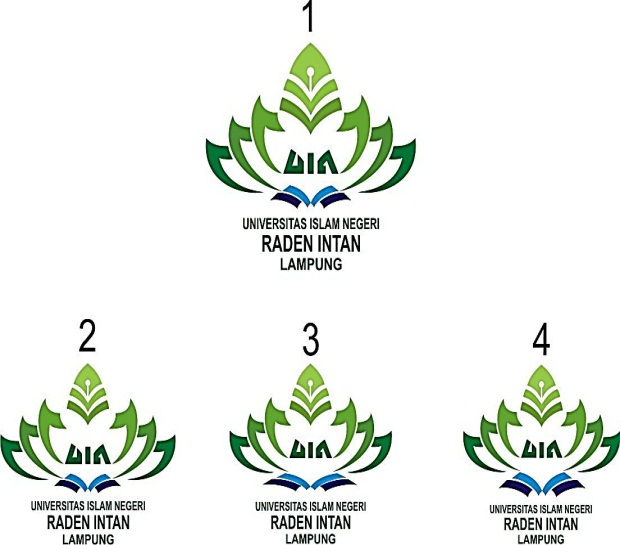 1
UIN
UNIVERSITAS ISLAM NEGERI
RADEN INTAN
LAMPUNG
2
UIN
UNIVERSITAS ISLAM NEGERI
RADEN INTAN
LAMPUNG
3
UIN
UNIVERSITAS ISLAM NEGERI
RADEN INTAN
LAMPUNG
4
UIN
UNIVERSITAS ISLAM NEGERI
RADEN INTAN
LAMPUNG